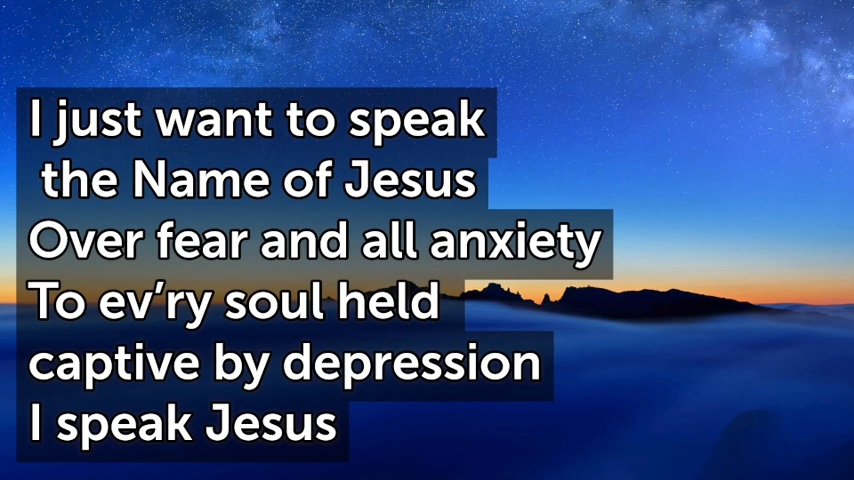 I just want to speak
the Name of Jesus
Over fear and all anxiety
To ev’ry soul held
captive by depression
I speak Jesus